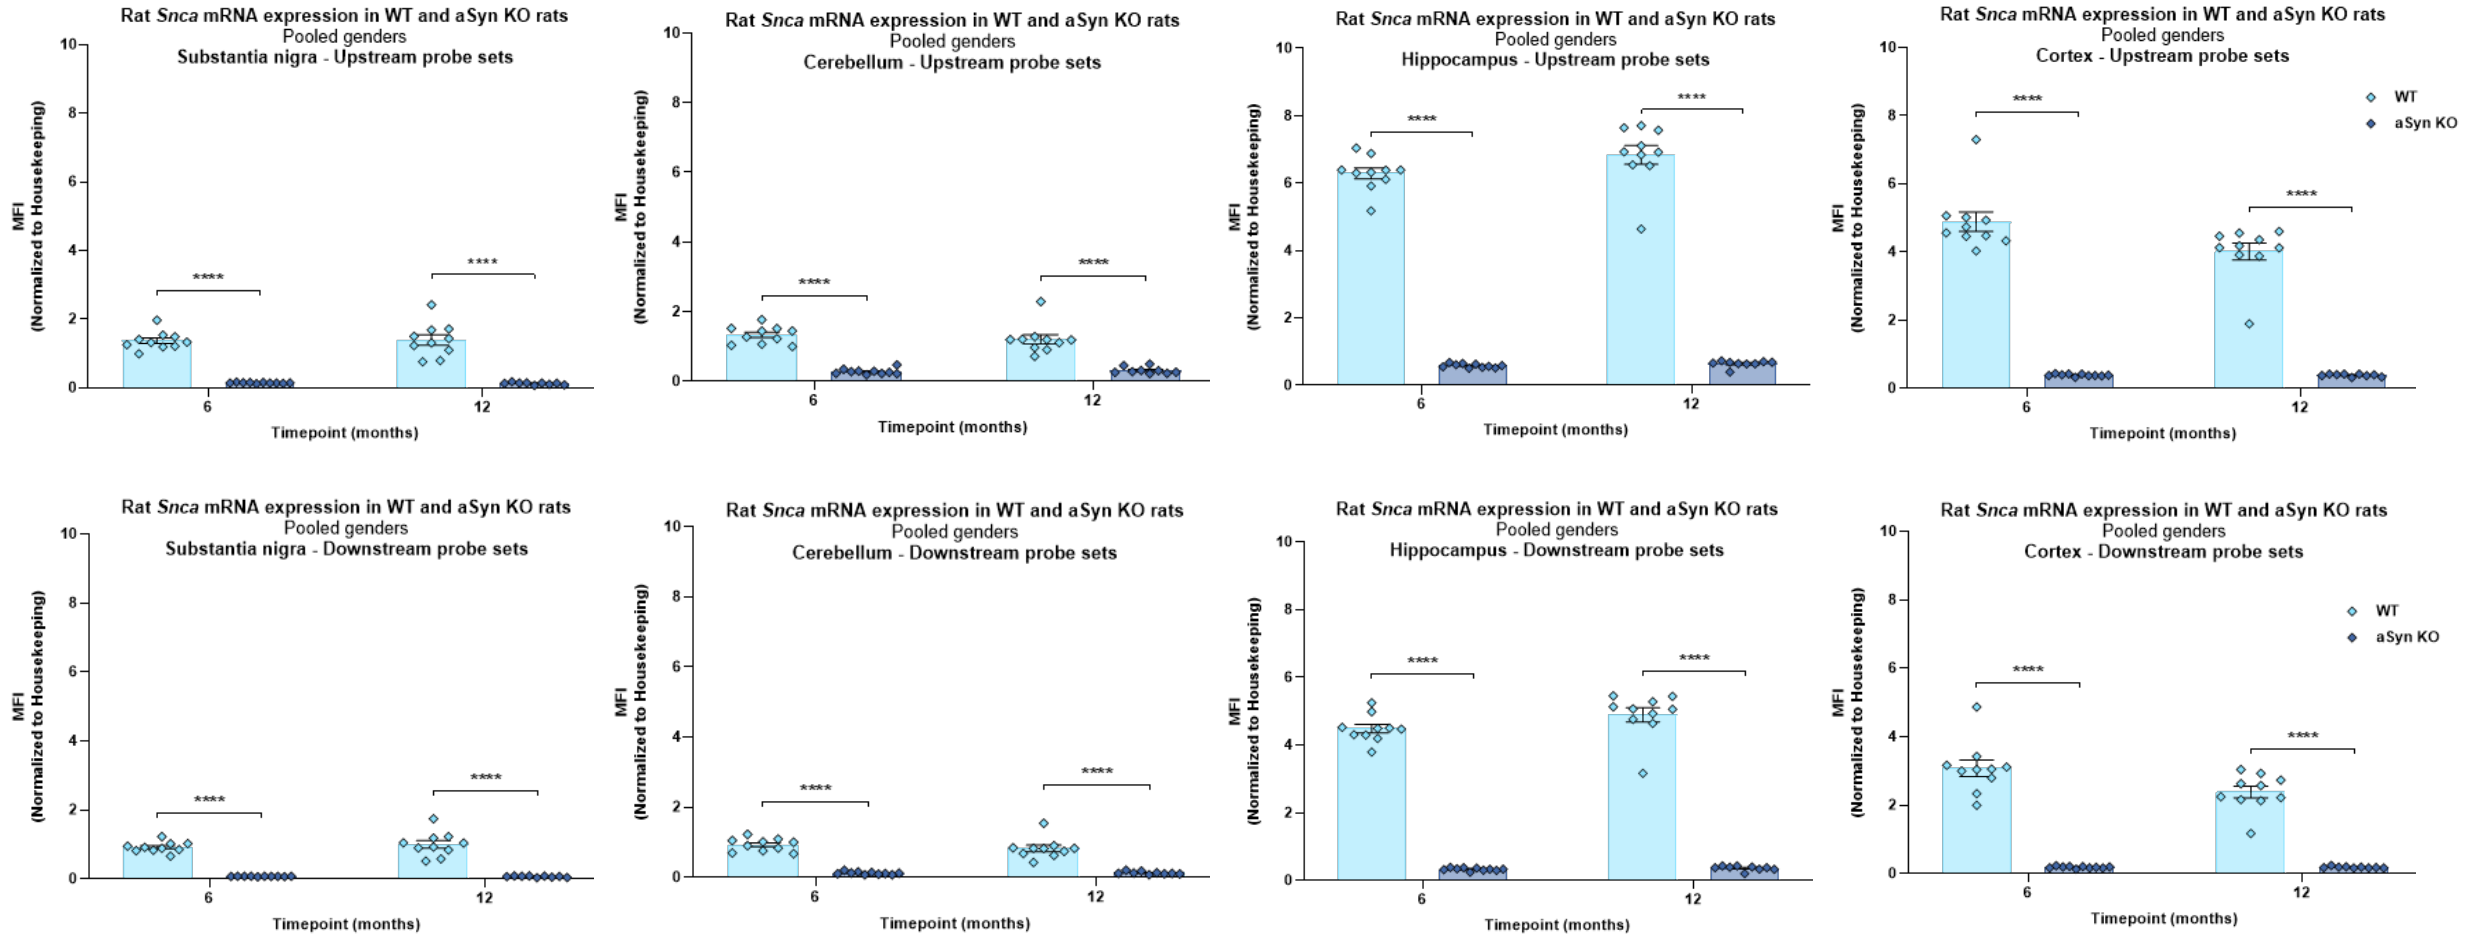 Rat Snca mRNA expression in WT and aSyn KO rats
Pooled genders
Substantia nigra - Upstream probe sets
MFI
(Normalized to Housekeeping)
10
8
6
4
2
0
****
****
6
12
Timepoint (months)
Rat Snca mRNA expression in WT and aSyn KO rats
Pooled genders
Cerebellum - Upstream probe sets
MFI
(Normalized to Housekeeping)
10
8
6
4
2
0
****
****
6
12
Timepoint (months)
Rat Snca mRNA expression in WT and aSyn KO rats
Pooled genders
Hippocampus - Upstream probe sets
MFI
(Normalized to Housekeeping)
10
8
6
4
2
0
****
****
6
12
Timepoint (months)
Rat Snca mRNA expression in WT and aSyn KO rats
Pooled genders
Cortex - Upstream probe sets
MFI
(Normalized to Housekeeping)
10
8
6
4
2
0
****
****
6
12
Timepoint (months)
WT
aSyn KO
Rat Snca mRNA expression in WT and aSyn KO rats
Pooled genders
Substantia nigra - Downstream probe sets
MFI
(Normalized to Housekeeping)
10
8
6
4
2
0
****
****
6
12
Timepoint (months)
Rat Snca mRNA expression in WT and aSyn KO rats
Pooled genders
Cerebellum - Downstream probe sets
MFI
(Normalized to Housekeeping)
10
8
6
4
2
0
****
****
6
12
Timepoint (months)
Rat Snca mRNA expression in WT and aSyn KO rats
Pooled genders
Hippocampus - Downstream probe sets
MFI
(Normalized to Housekeeping)
10
8
6
4
2
0
****
****
6
12
Timepoint (months)
Rat Snca mRNA expression in WT and aSyn KO rats
Pooled genders
Cortex - Downstream probe sets
MFI
(Normalized to Housekeeping)
10
8
6
4
2
0
****
****
6
12
Timepoint (months)
WT
aSyn KO